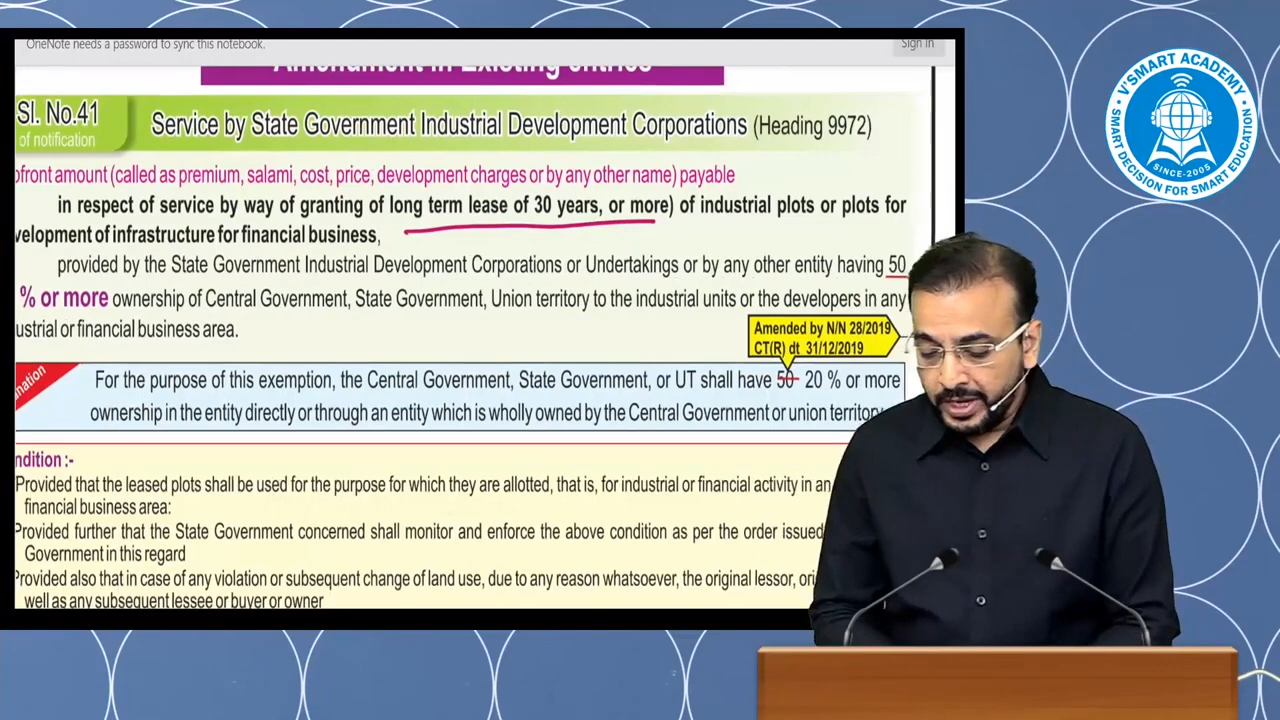 OneNote needs a password to sync this notebook.
Sign in
Amendment in Existing entries
Sl. No.41
of notification
Service by State Government Industrial Development Corporations (Heading 9972)
pfront amount (called as premium, salami, cost, price, development charges or by any other name) payable
in respect of service by way of granting of long term lease of 30 years, or more) of industrial plots or plots for
velopment of infrastructure for financial business,
provided by the State Government Industrial Development Corporations or Undertakings or by any other entity having 50
% or more ownership of Central Government, State Government, Union territory to the industrial units or the developers in any
ustrial or financial business area.
Amended by N/N 28/2019
CT(R) dt 31/12/2019
nation
For the purpose of this exemption, the Central Government, State Government, or UT shall have 50 20 % or more
ownership in the entity directly or through an entity which is wholly owned by the Central Government or union territory
ndition :-
Provided that the leased plots shall be used for the purpose for which they are allotted, that is, for industrial or financial activity in an
financial business area:
Provided further that the State Government concerned shall monitor and enforce the above condition as per the order issued
Government in this regard
Provided also that in case of any violation or subsequent change of land use, due to any reason whatsoever, the original lessor, ori
well as any subsequent lessee or buyer or owner
V'SMART ACADEMY
SINCE-2005
SMART DECISION FOR SMART EDUCATION